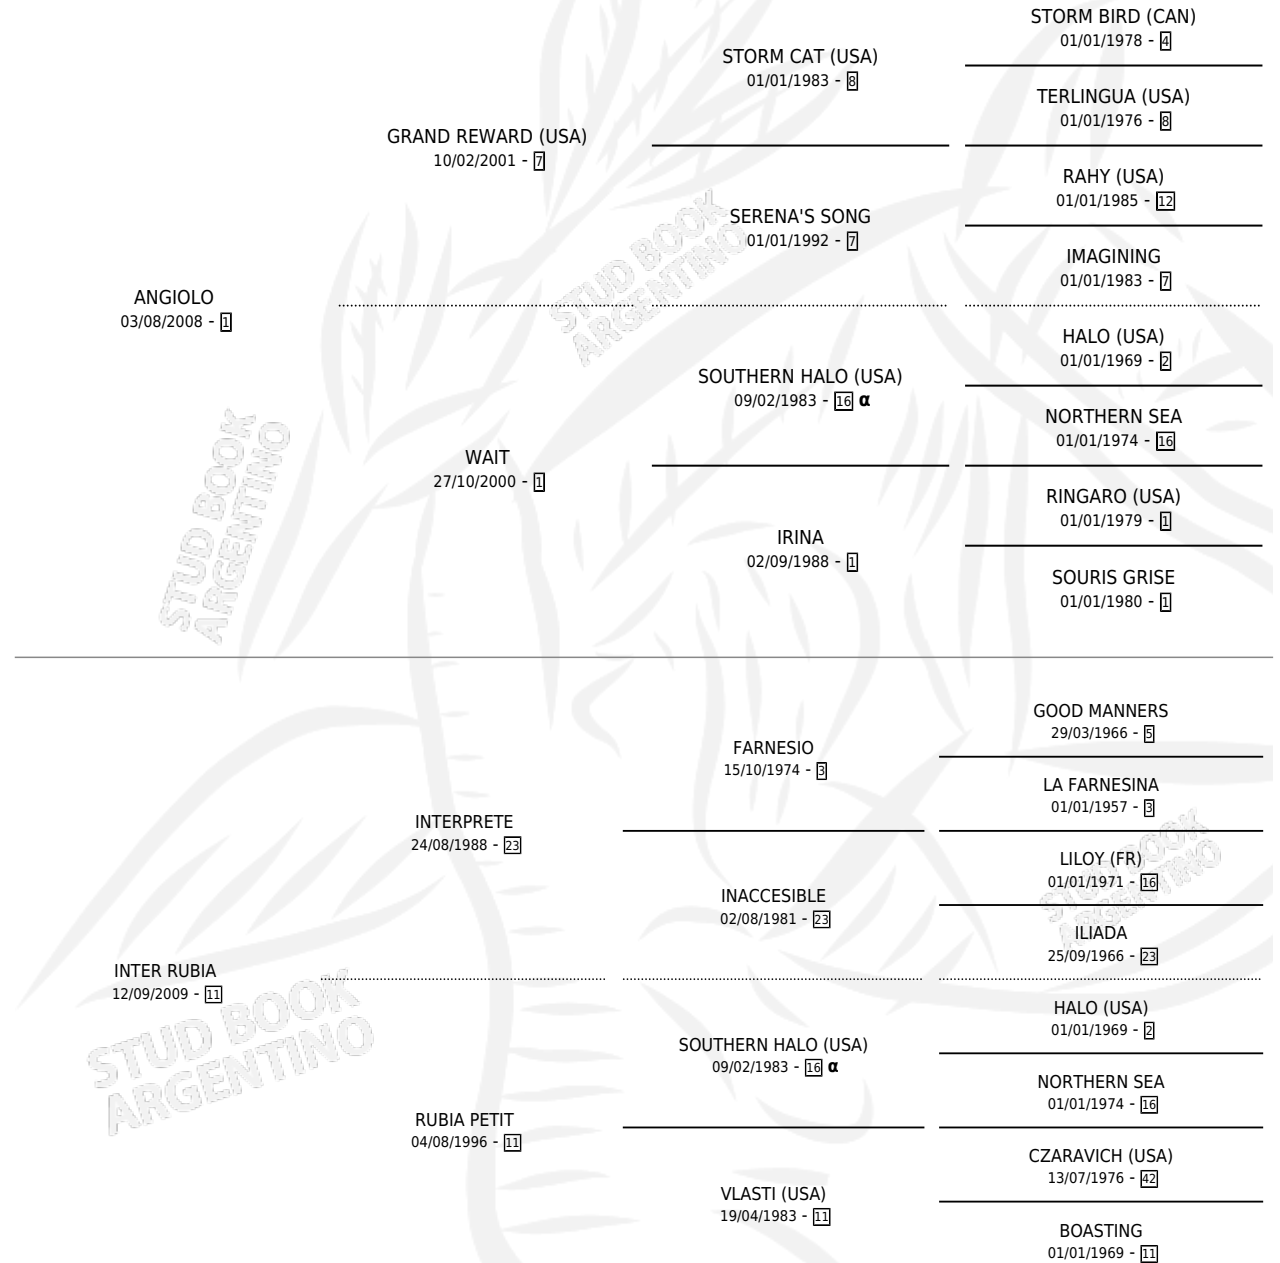 STORM BIRD (CAN)
01/01/1978 - 4
STORM CAT (USA)
01/01/1983 - 8
TERLINGUA (USA)
01/01/1976 - 8
GRAND REWARD (USA)
10/02/2001 - 7
RAHY (USA)
01/01/1985 - 12
SERENA'S SONG
01/01/1992 - 7
IMAGINING
01/01/1983 - 7
STUD BOOK
ARGENTINO
ANGIOLO
03/08/2008 - 1
HALO (USA)
01/01/1969 - 2
SOUTHERN HALO (USA)
09/02/1983 - 16 α
NORTHERN SEA
01/01/1974 - 16
WAIT
27/10/2000 - 1
RINGARO (USA)
01/01/1979 - 1
IRINA
02/09/1988 - 1
SOURIS GRISE
01/01/1980 - 1
STUD BOOK
ARGENTINO
GOOD MANNERS
29/03/1966 - 5
FARNESIO
15/10/1974 - 3
LA FARNESINA
01/01/1957 - 3
INTERPRETE
24/08/1988 - 23
LILOY (FR)
01/01/1971 - 16
INACCESIBLE
02/08/1981 - 23
ILIADA
25/09/1966 - 23
STUD BOOK
ARGENTINO
INTER RUBIA
12/09/2009 - 11
HALO (USA)
01/01/1969 - 2
SOUTHERN HALO (USA)
09/02/1983 - 16 α
NORTHERN SEA
01/01/1974 - 16
STUD BOOK
ARGENTINO
RUBIA PETIT
04/08/1996 - 11
CZARAVICH (USA)
13/07/1976 - 42
VLASTI (USA)
19/04/1983 - 11
BOASTING
01/01/1969 - 11